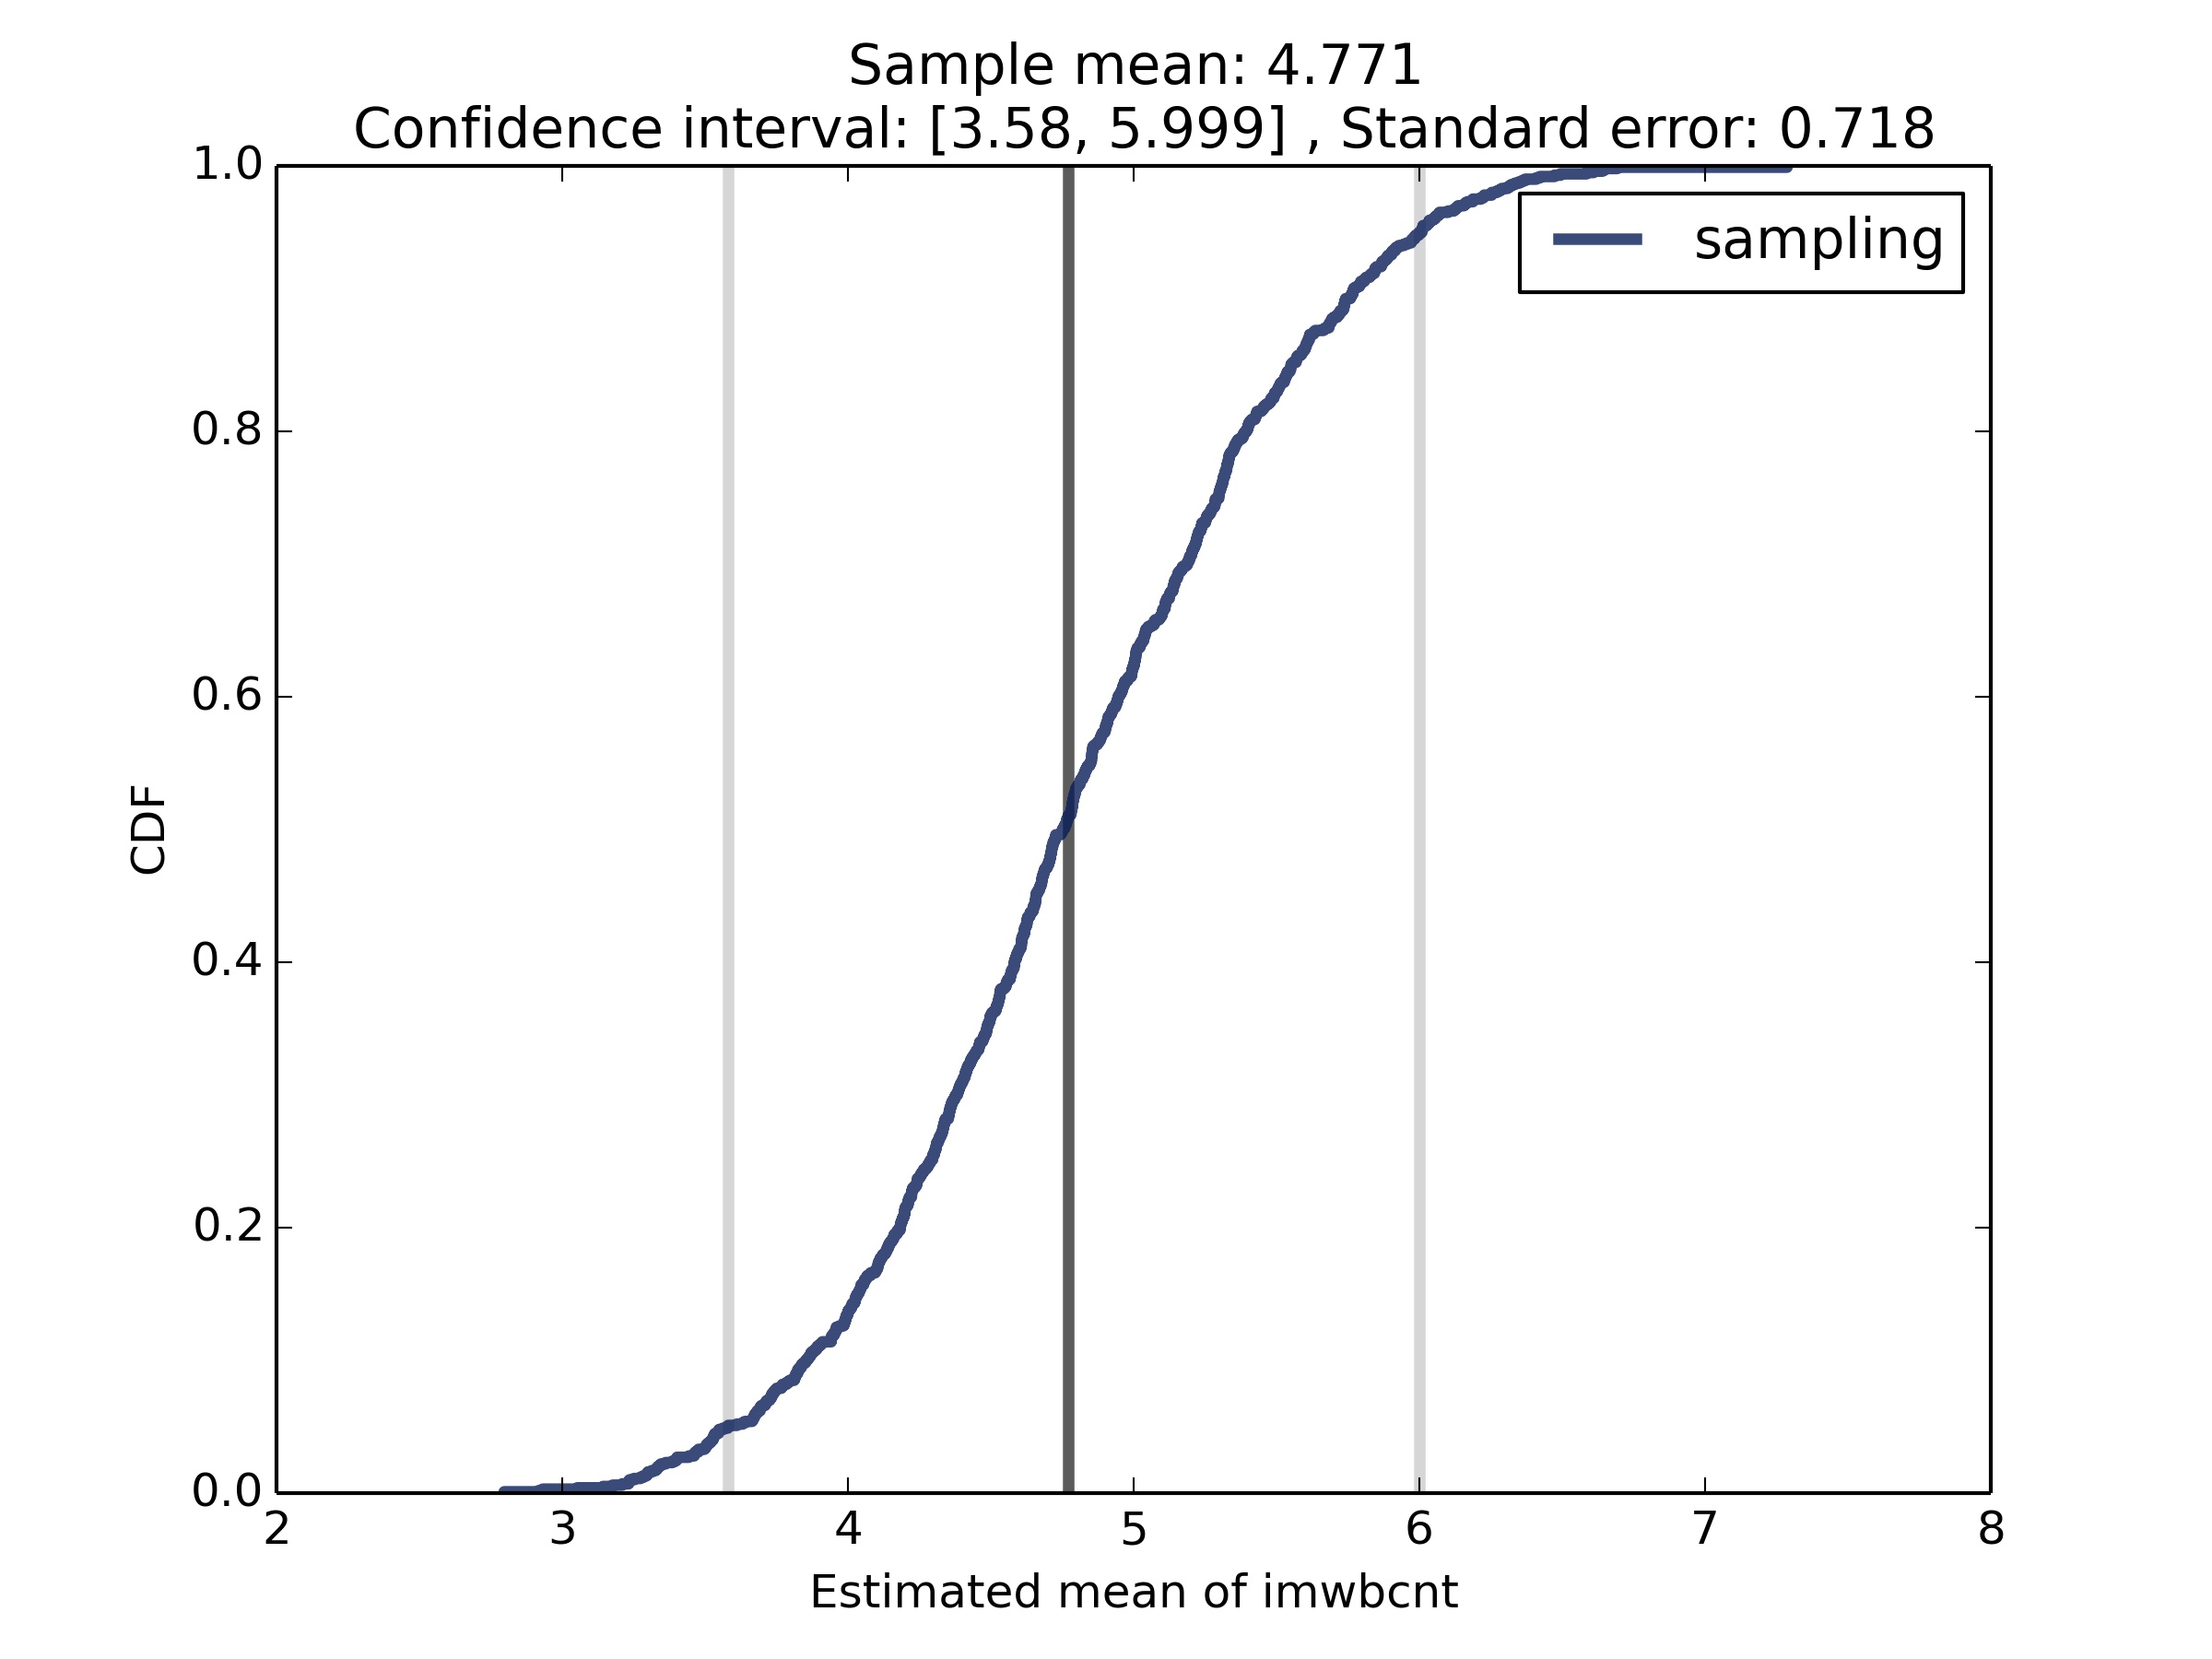 Sample mean: 4.771
Confidence interval: [3.58, 5.999] , Standard error: 0.718
1.0
sampling
0.8
0.6
CDF
0.4
0.2
0.0
2 3 4 5 6 7 8
Estimated mean of imwbcnt